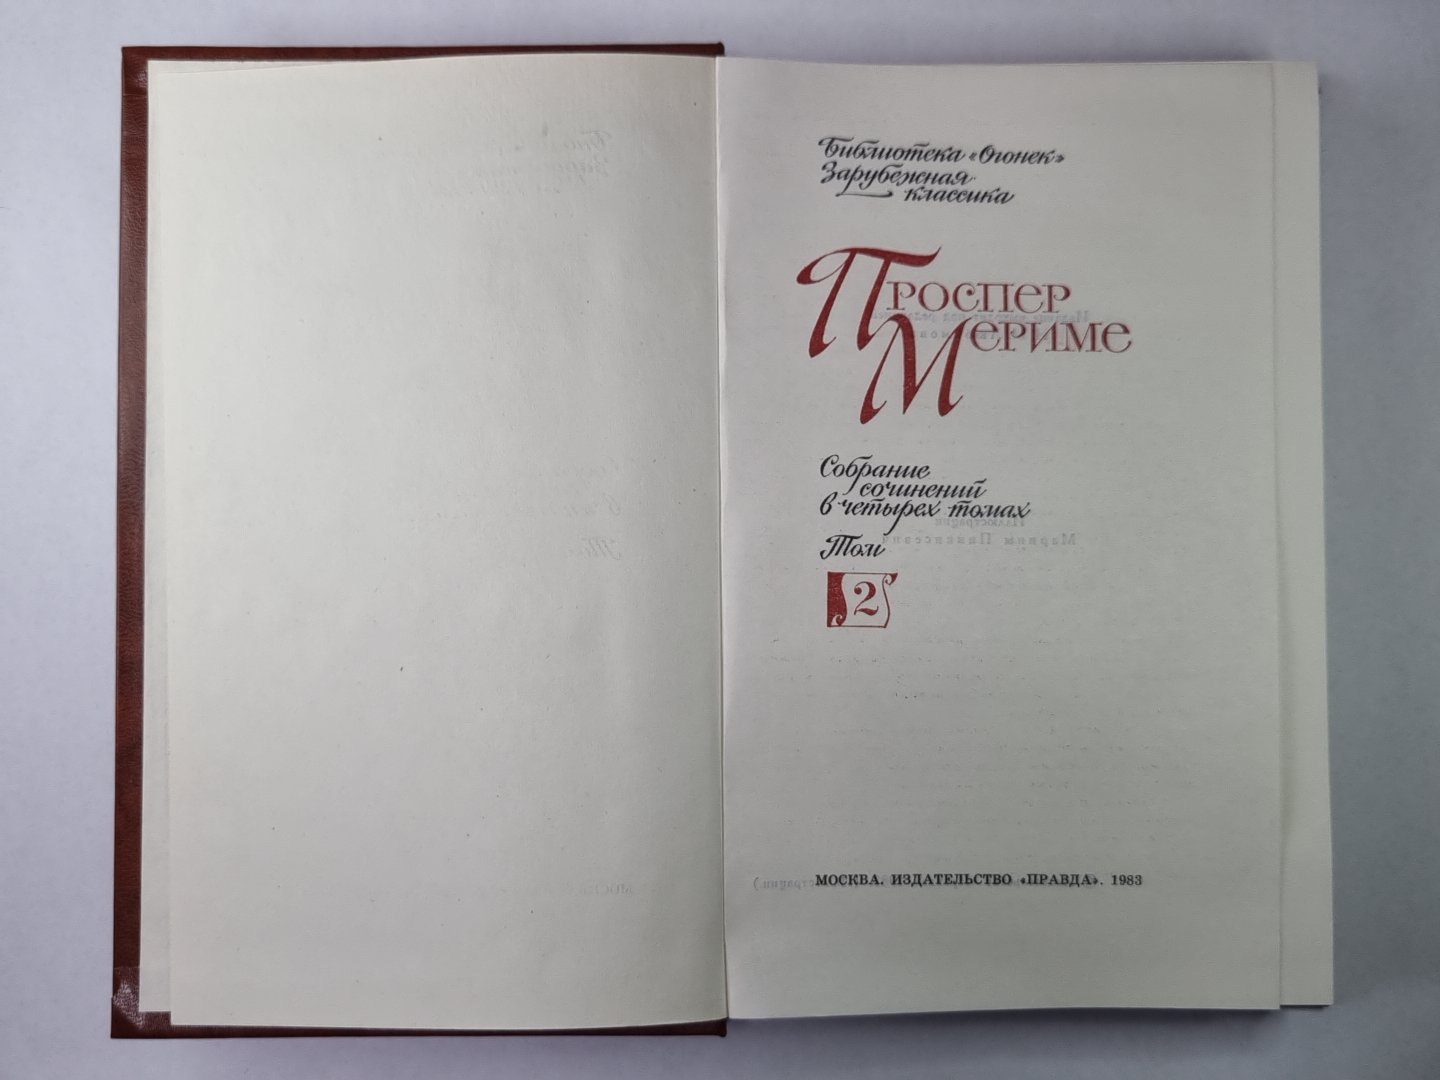 Библиотека «Огонек»
Зарубежная
классика
Проспер
Мериме
Собрание
сочинений
в четырех томах
Том
2
МОСКВА. ИЗДАТЕЛЬСТВО «ПРАВДА». 1983